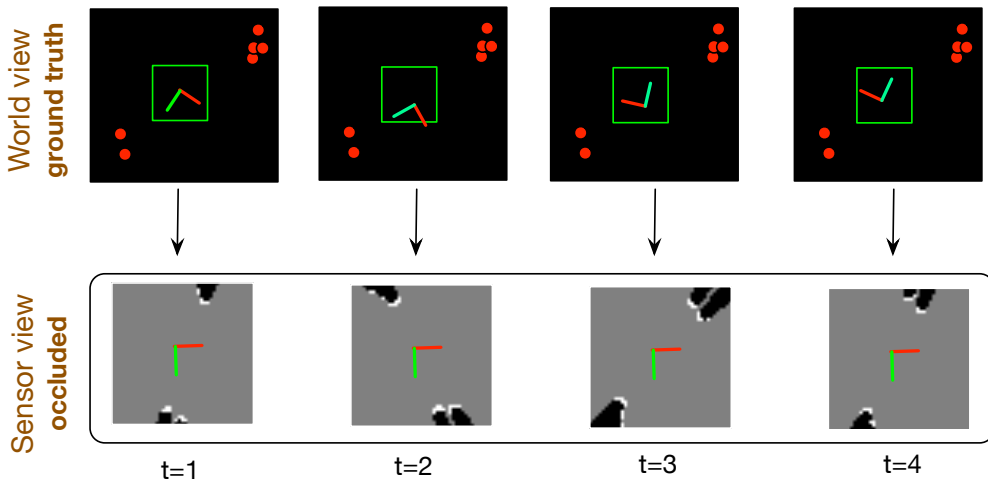 World view
ground truth
Sensor view
occluded
t=1
t=2
t=3
t=4